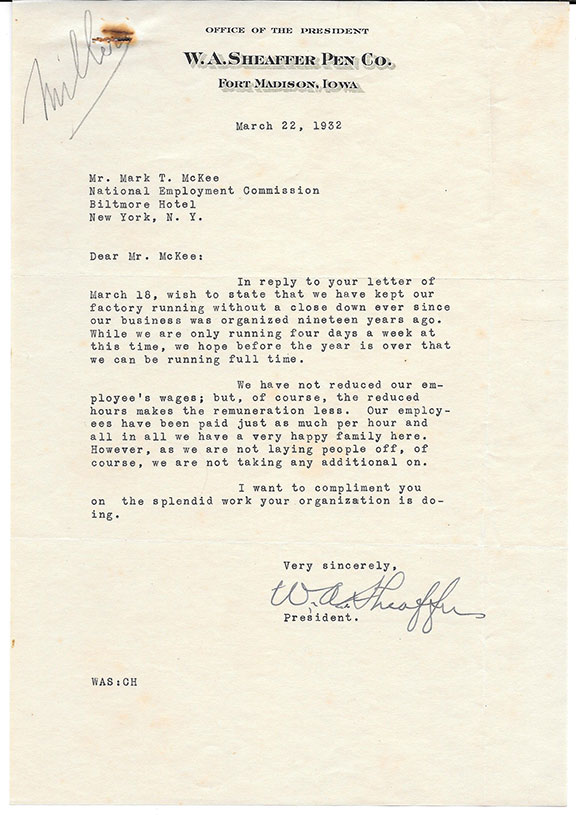 OFFICE OF THE PRESIDENT
W. A. SHEAFFER PEN CO.
FORT MADISON, IOWA
March 22, 1932
Mr. Mark T. McKee
National Employment Commission
Biltmore Hotel
New York, N. Y.
Dear Mr. McKee:
In reply to your letter of
March 18, wish to state that we have kept our
factory running without a close down ever since
our business was organized nineteen years ago.
While we are only running four days a week at
this time, we hope before the year is over that
we can be running full time.
We have not reduced our em-
ployee's wages; but, of course, the reduced
hours makes the remuneration less. Our employ-
ees have been paid just as much per hour and
all in all we have a very happy family here.
However, as we are not laying people off, of
course, we are not taking any additional on.
I want to compliment you
on the splendid work your organization is do-
ing.
Very sincerely,
W. A. Sheaffer
President.
WAS:CH